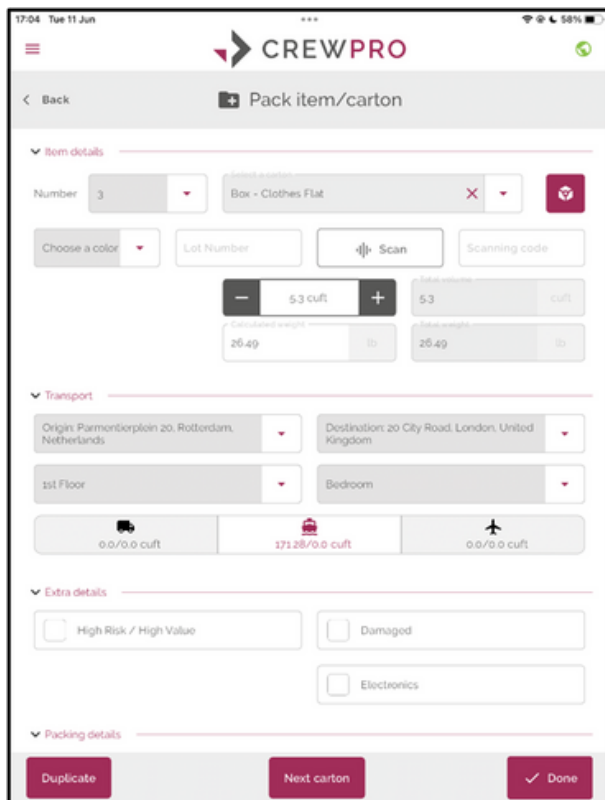 17:04 Tue 11 Jun
58%
CREWPRO
Back
Pack item/carton
Item details
Number 3
Select a carton
Box - Clothes Flat
Choose a color
Lot Number
Scan
Scanning code
5.3 cuft
Total volume
5.3 cuft
Calculated weight
26.49 lb
Total weight
26.49 lb
Transport
Origin: Parmentierplein 20, Rotterdam,
Netherlands
Destination: 20 City Road, London, United
Kingdom
1st Floor
Bedroom
0.0/0.0 cuft
171.28/0.0 cuft
0.0/0.0 cuft
Extra details
High Risk / High Value
Damaged
Electronics
Packing details
Duplicate
Next carton
Done